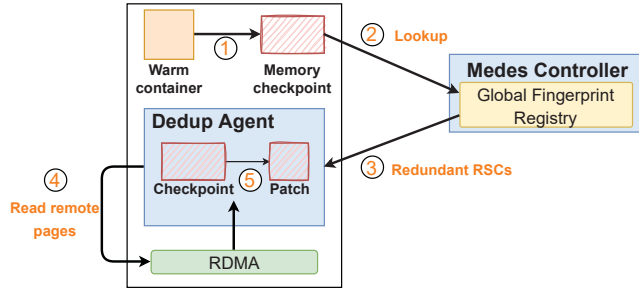 1
2 Lookup
Warm
container
Memory
checkpoint
Medes Controller
Global Fingerprint
Registry
Dedup Agent
Checkpoint
5
Patch
3 Redundant RSCs
4
Read remote
pages
RDMA